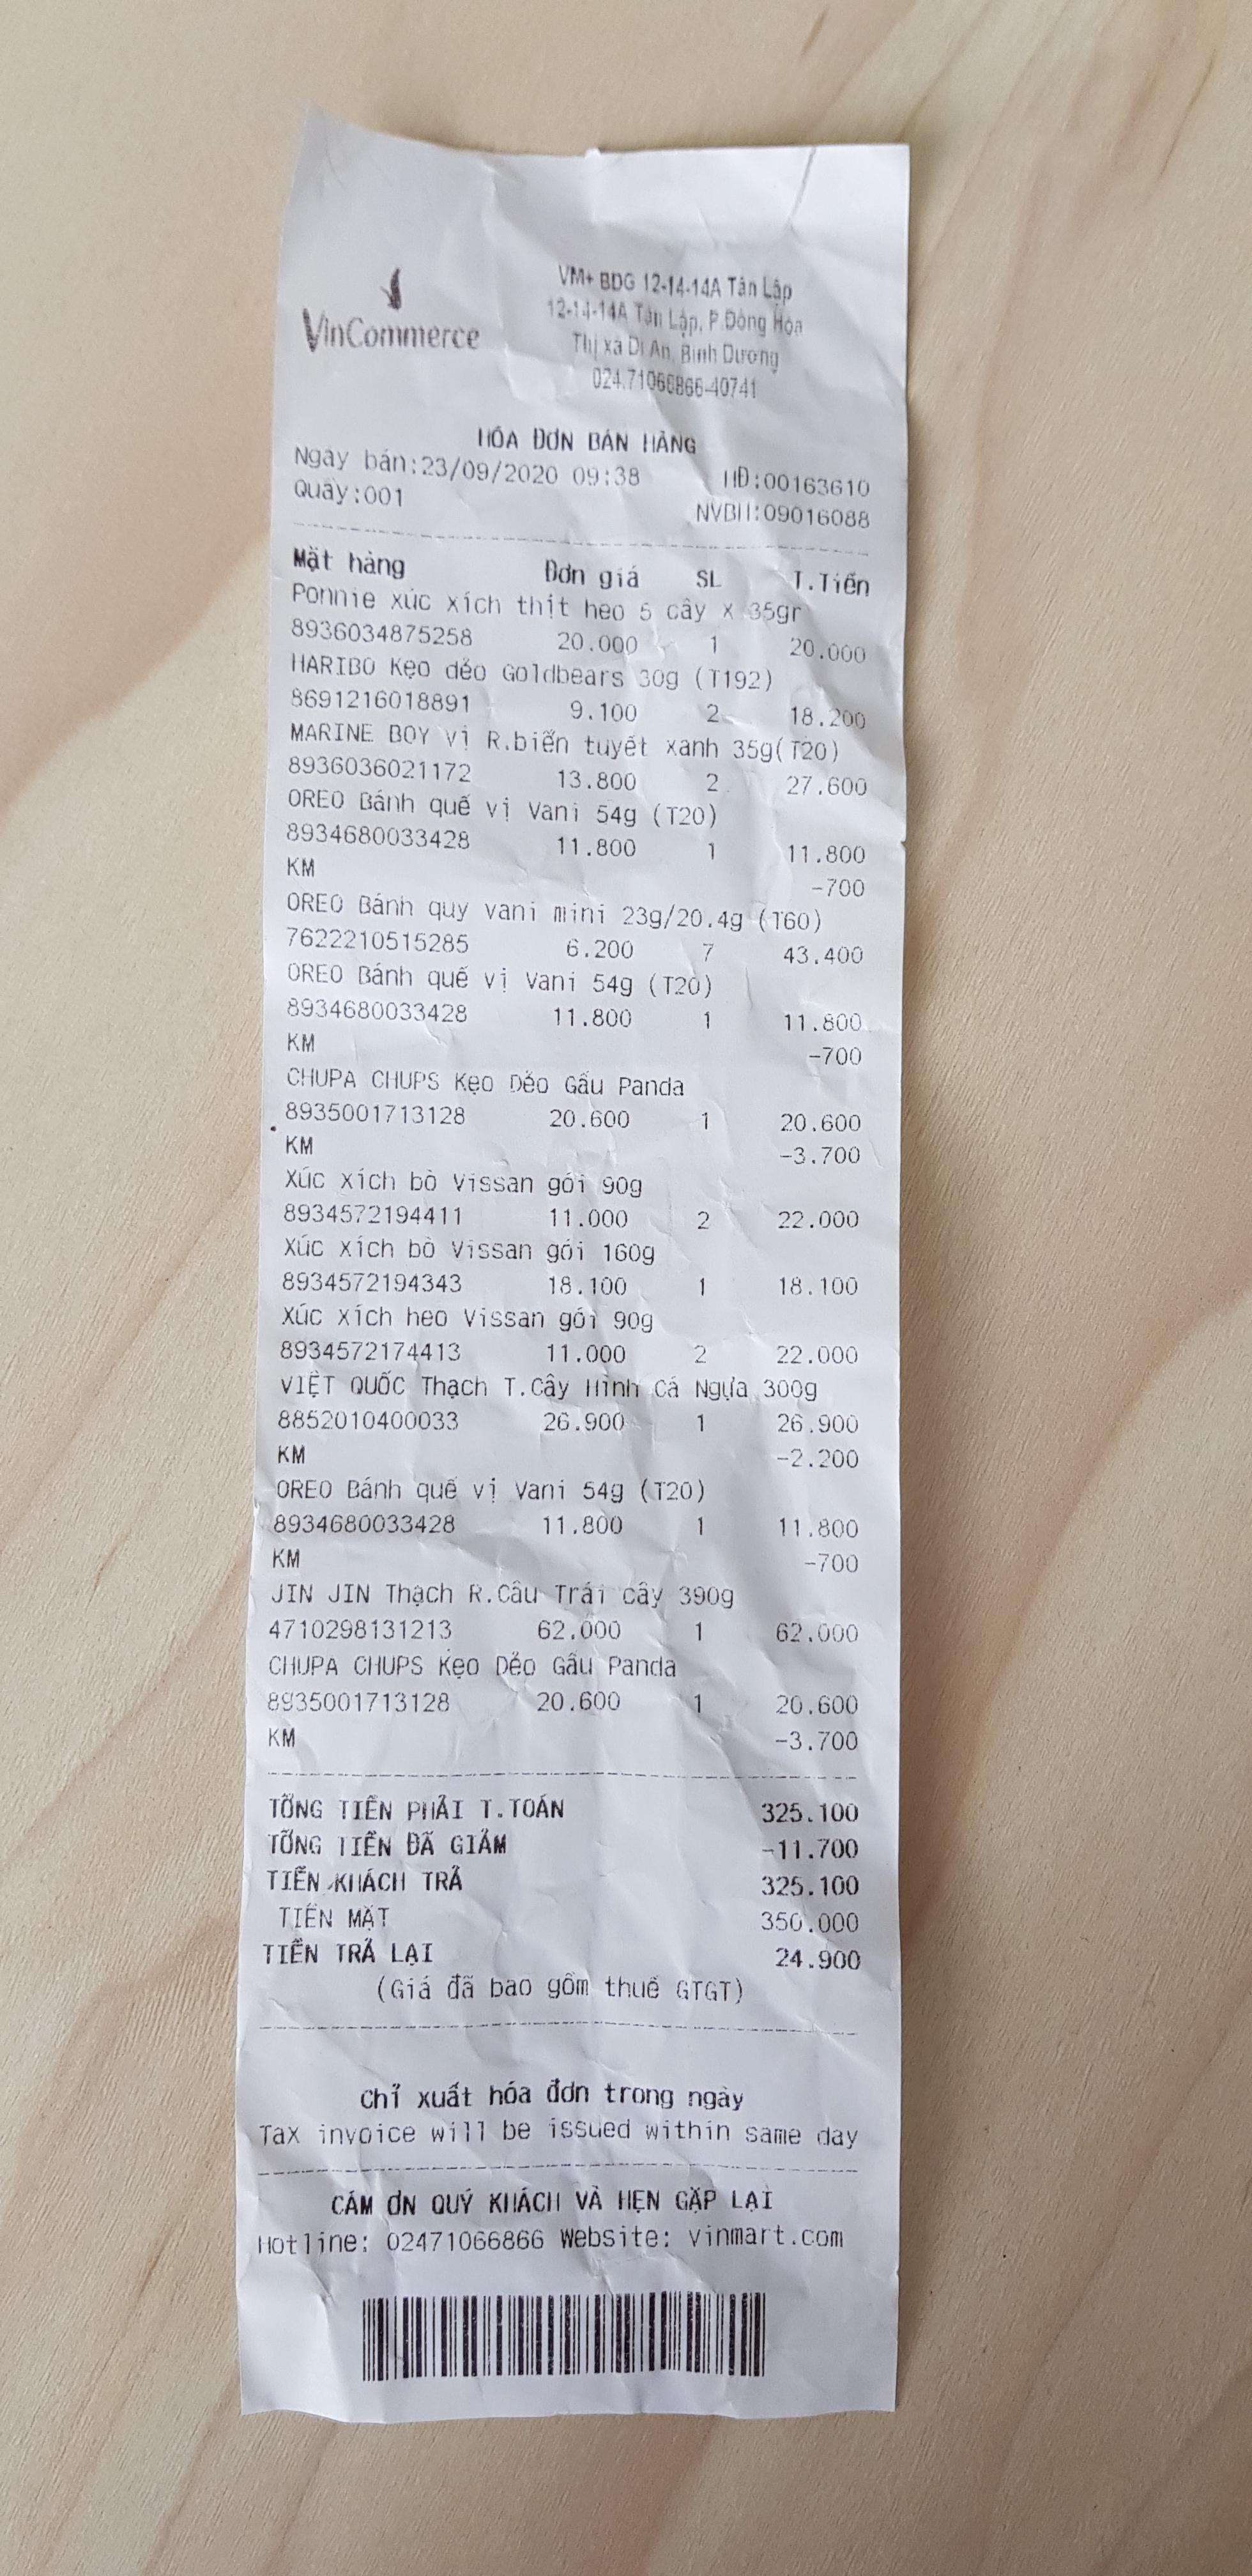 VinCommerce
VM+ BDG 12-14-14A Tân Lập
12-14-14A Tân Lập, P.Đông Hòa
Thị xã Dĩ An, Bình Dương
024.71066866-40741
HÓA ĐƠN BÁN HÀNG
Ngày bán:23/09/2020 09:38 HĐ:00163610
Quầy:001 NVBH:09016088
Mặt hàng Đơn giá SL T.Tiền
Ponnie xúc xích thịt heo 5 cây x 35gr
8936034875258 20.000 1 20.000
HARIBO Kẹo dẻo Goldbears 30g (T192)
8691216018891 9.100 2 18.200
MARINE BOY vị R.biển tuyết xanh 35g(T20)
8936036021172 13.800 2 27.600
OREO Bánh quế vị Vani 54g (T20)
8934680033428 11.800 1 11.800
KM -700
OREO Bánh quy vani mini 23g/20.4g (T60)
7622210515285 6.200 7 43.400
OREO Bánh quế vị Vani 54g (T20)
8934680033428 11.800 1 11.800
KM -700
CHUPA CHUPS Kẹo Dẻo Gấu Panda
8935001713128 20.600 1 20.600
KM -3.700
Xúc xích bò Vissan gói 90g
8934572194411 11.000 2 22.000
Xúc xích bò Vissan gói 160g
8934572194343 18.100 1 18.100
Xúc xích heo Vissan gói 90g
8934572174413 11.000 2 22.000
VIỆT QUỐC Thạch T.Cây Hình Cá Ngựa 300g
8852010400033 26.900 1 26.900
KM -2.200
OREO Bánh quế vị Vani 54g (T20)
8934680033428 11.800 1 11.800
KM -700
JIN JIN Thạch R.Câu Trái cây 390g
4710298131213 62.000 1 62.000
CHUPA CHUPS Kẹo Dẻo Gấu Panda
8935001713128 20.600 1 20.600
KM -3.700
TỔNG TIỀN PHẢI T.TOÁN 325.100
TỔNG TIỀN ĐÃ GIẢM -11.700
TIỀN KHÁCH TRẢ 325.100
TIỀN MẶT 350.000
TIỀN TRẢ LẠI 24.900
(Giá đã bao gồm thuế GTGT)
Chỉ xuất hóa đơn trong ngày
Tax invoice will be issued within same day
CẢM ƠN QUÝ KHÁCH VÀ HẸN GẶP LẠI
Hotline: 02471066866 Website: vinmart.com